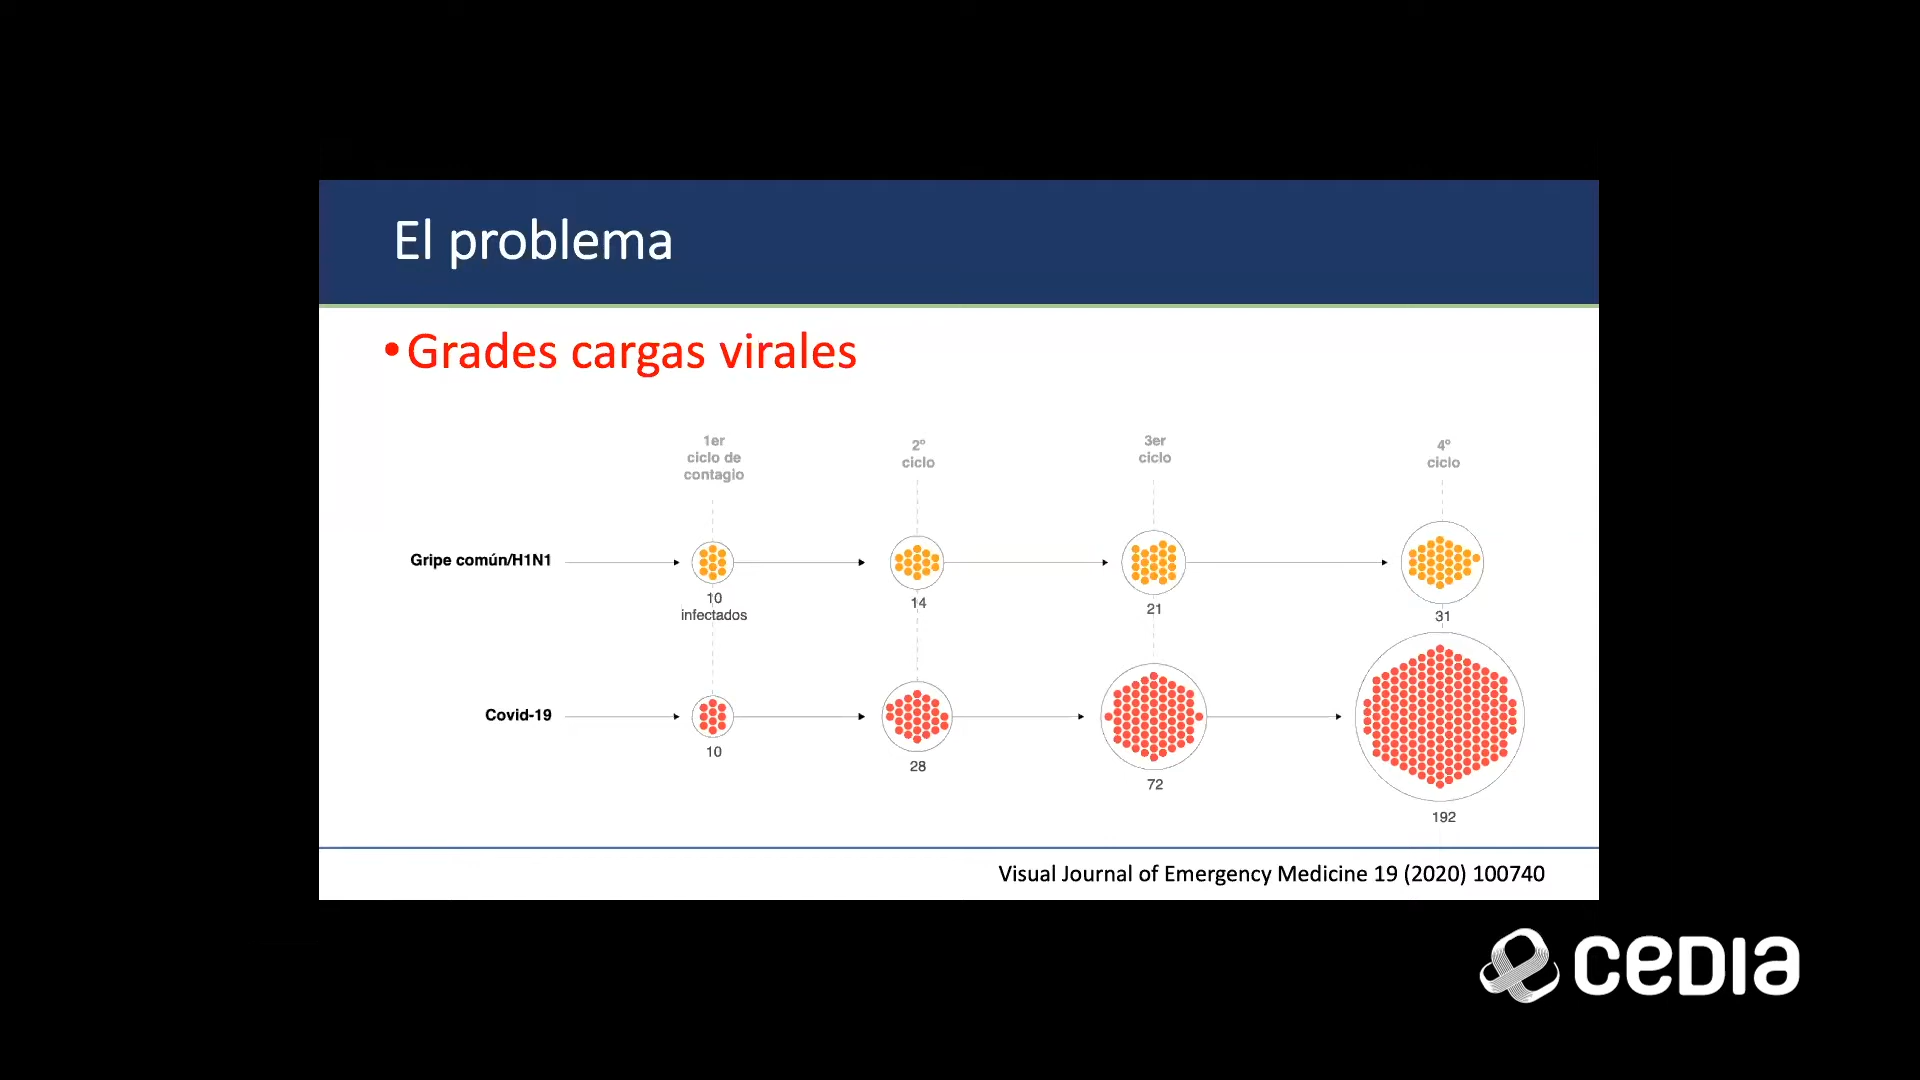 El problema
•Grades cargas virales
1er
ciclo de
contagio
2º
ciclo
3er
ciclo
4º
ciclo
Gripe común/H1N1
10
infectados
14
21
31
Covid-19
10
28
72
192
Visual Journal of Emergency Medicine 19 (2020) 100740
CEDIA